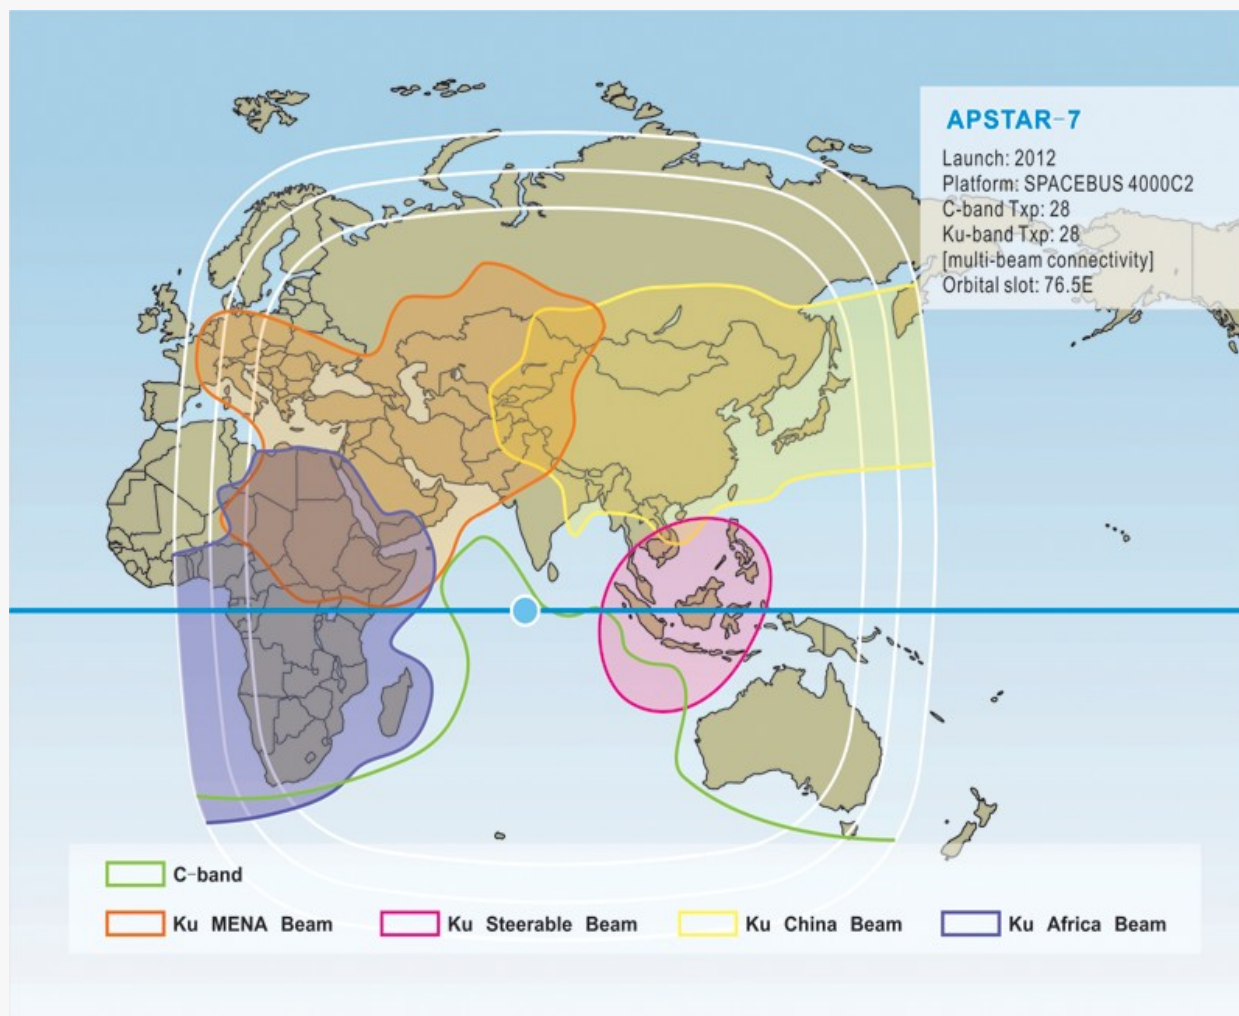 APSTAR-7
Launch: 2012
Platform: SPACEBUS 4000C2
C-band Txp: 28
Ku-band Txp: 28
[multi-beam connectivity]
Orbital slot: 76.5E
C-band
Ku MENA Beam
Ku Steerable Beam
Ku China Beam
Ku Africa Beam